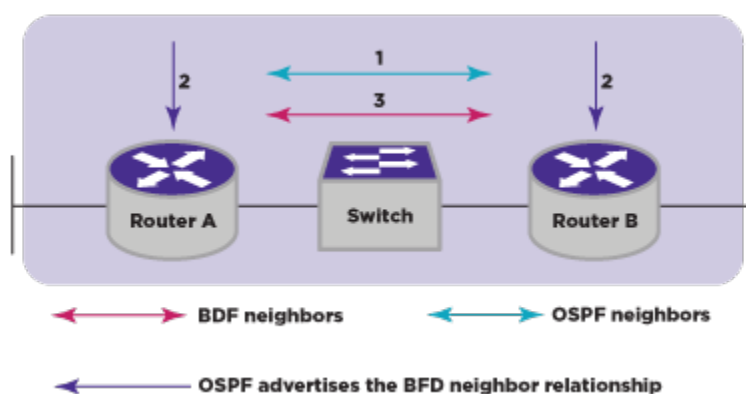 1
2
2
3
Router A
Switch
Router B
BDF neighbors
OSPF neighbors
OSPF advertises the BFD neighbor relationship